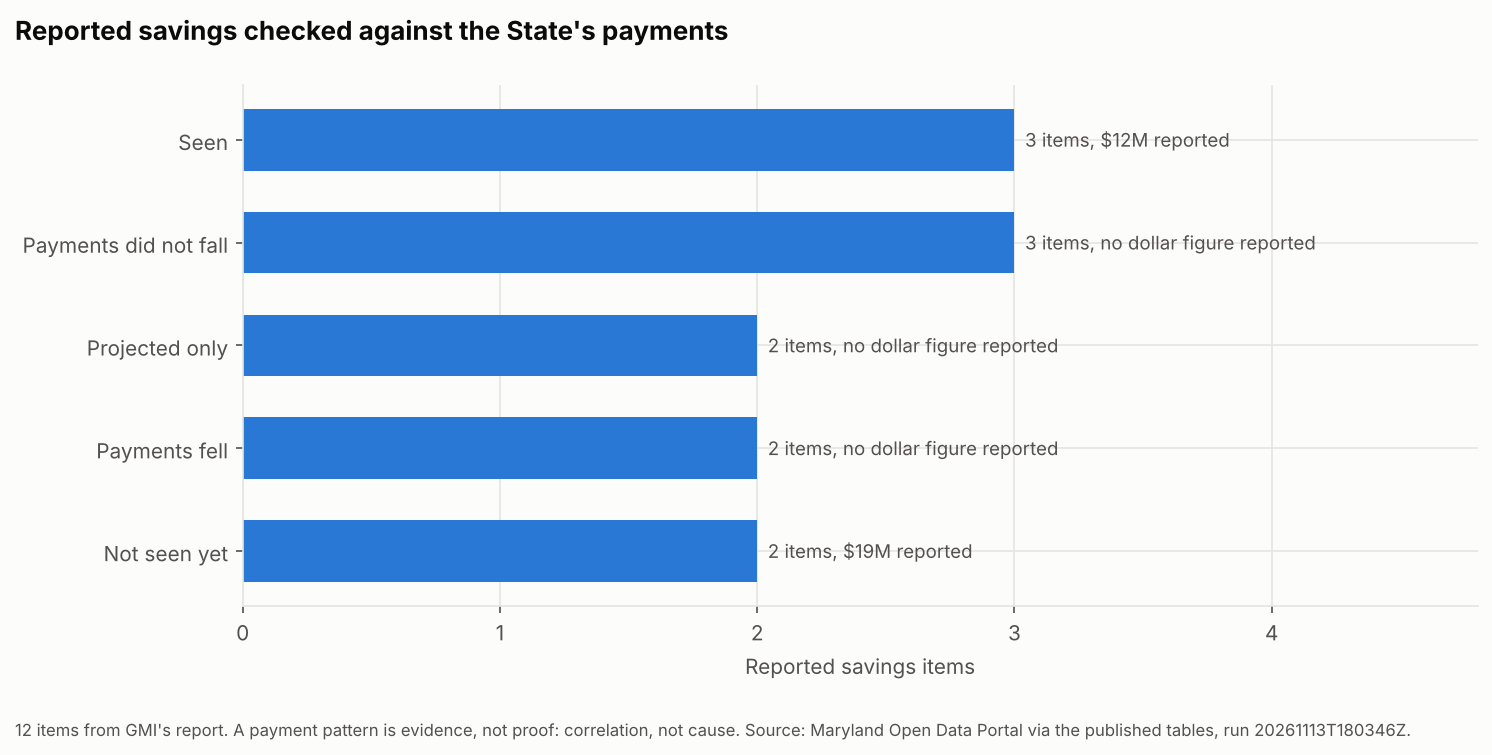 Reported savings checked against the State's payments
Seen
3 items, $12M reported
Payments did not fall
3 items, no dollar figure reported
Projected only
2 items, no dollar figure reported
Payments fell
2 items, no dollar figure reported
Not seen yet
2 items, $19M reported
0 1 2 3 4
Reported savings items
12 items from GMI's report. A payment pattern is evidence, not proof: correlation, not cause. Source: Maryland Open Data Portal via the published tables, run 20261113T180346Z.